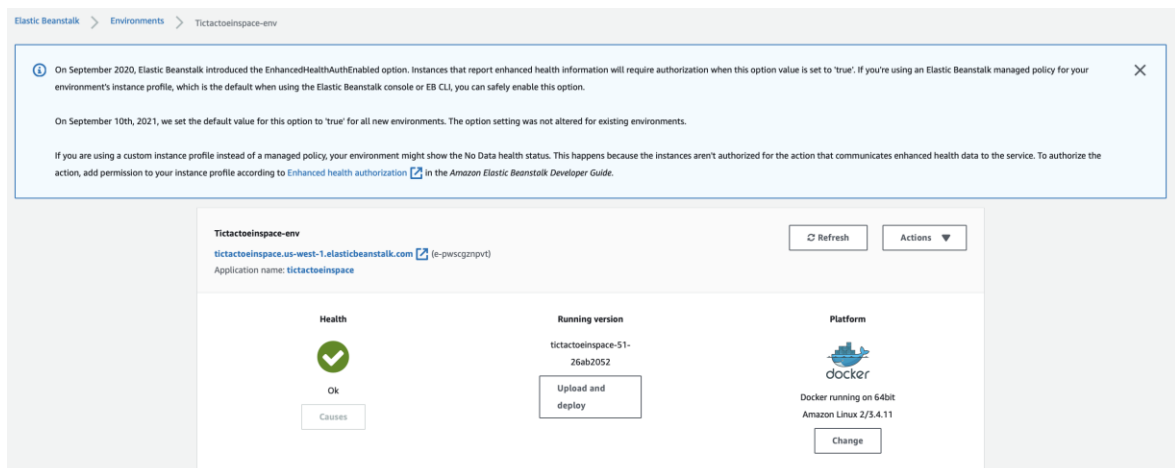 Elastic Beanstalk > Environments > Tictactoeinspace-env
On September 2020, Elastic Beanstalk introduced the EnhancedHealthAuthEnabled option. Instances that report enhanced health information will require authorization when this option value is set to 'true'. If you're using an Elastic Beanstalk managed policy for your
environment's instance profile, which is the default when using the Elastic Beanstalk console or EB CLI, you can safely enable this option.
On September 10th, 2021, we set the default value for this option to 'true' for all new environments. The option setting was not altered for existing environments.
If you are using a custom instance profile instead of a managed policy, your environment might show the No Data health status. This happens because the instances aren't authorized for the action that communicates enhanced health data to the service. To authorize the
action, add permission to your instance profile according to Enhanced health authorization in the Amazon Elastic Beanstalk Developer Guide.
Tictactoeinspace-env
tictactoeinspace.us-west-1.elasticbeanstalk.com (e-pwscgznpvt)
Application name: tictactoeinspace
Refresh
Actions
Health
Ok
Causes
Running version
tictactoeinspace-51-
26ab2052
Upload and
deploy
Platform
docker
Docker running on 64bit
Amazon Linux 2/3.4.11
Change